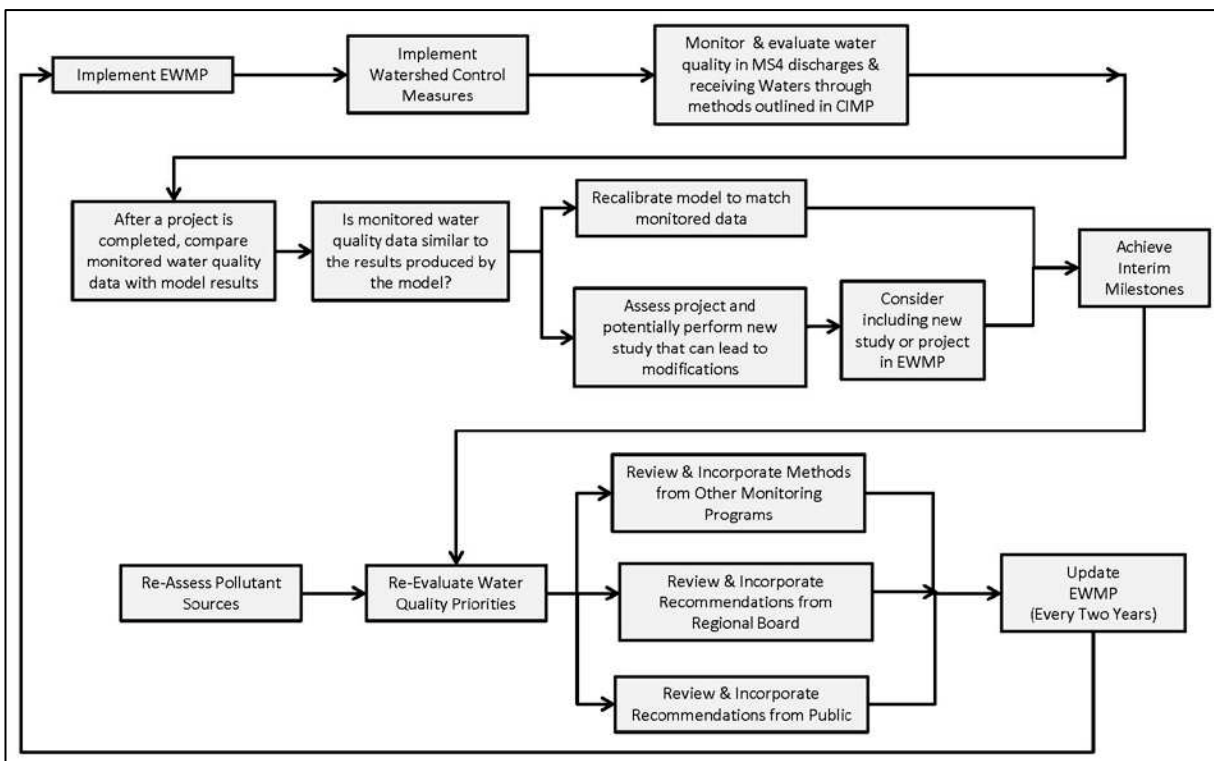 Implement EWMP
Implement
Watershed Control
Measures
Monitor & evaluate water
quality in MS4 discharges &
receiving Waters through
methods outlined in CIMP
After a project is
completed, compare
monitored water quality
data with model results
Is monitored water
quality data similar to
the results produced by
the model?
Recalibrate model to match
monitored data
Assess project and
potentially perform new
study that can lead to
modifications
Consider
including new
study or project
in EWMP
Achieve
Interim
Milestones
Re-Assess Pollutant
Sources
Re-Evaluate Water
Quality Priorities
Review & Incorporate Methods
from Other Monitoring
Programs
Review & Incorporate
Recommendations from
Regional Board
Review & Incorporate
Recommendations from Public
Update
EWMP
(Every Two Years)